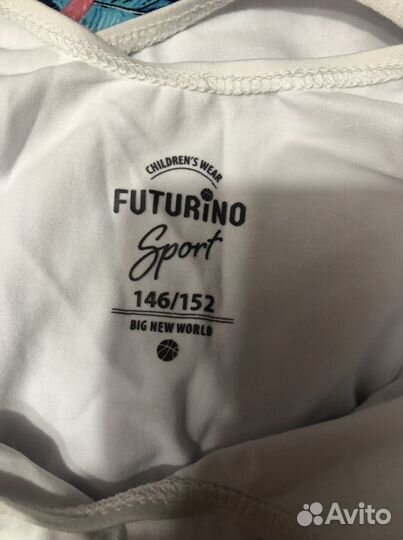 CHILDREN'S WEAR
FUTURiNO
Sport
146/152
BIG NEW WORLD
Avito